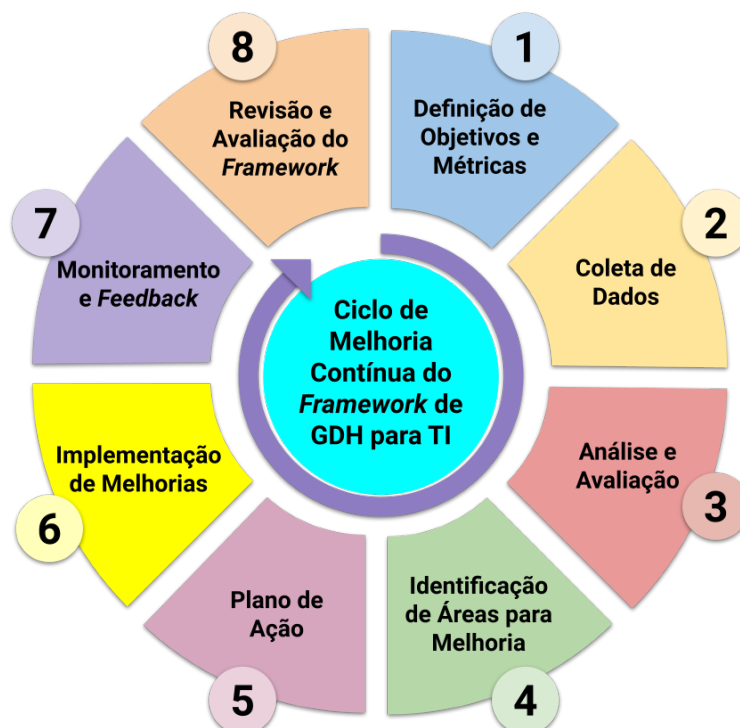 Ciclo de
Melhoria
Contínua do
Framework de
GDH para TI
1
Definição de
Objetivos e
Métricas
2
Coleta de
Dados
3
Análise e
Avaliação
4
Identificação
de Áreas para
Melhoria
5
Plano de
Ação
6
Implementação
de Melhorias
7
Monitoramento
e Feedback
8
Revisão e
Avaliação do
Framework